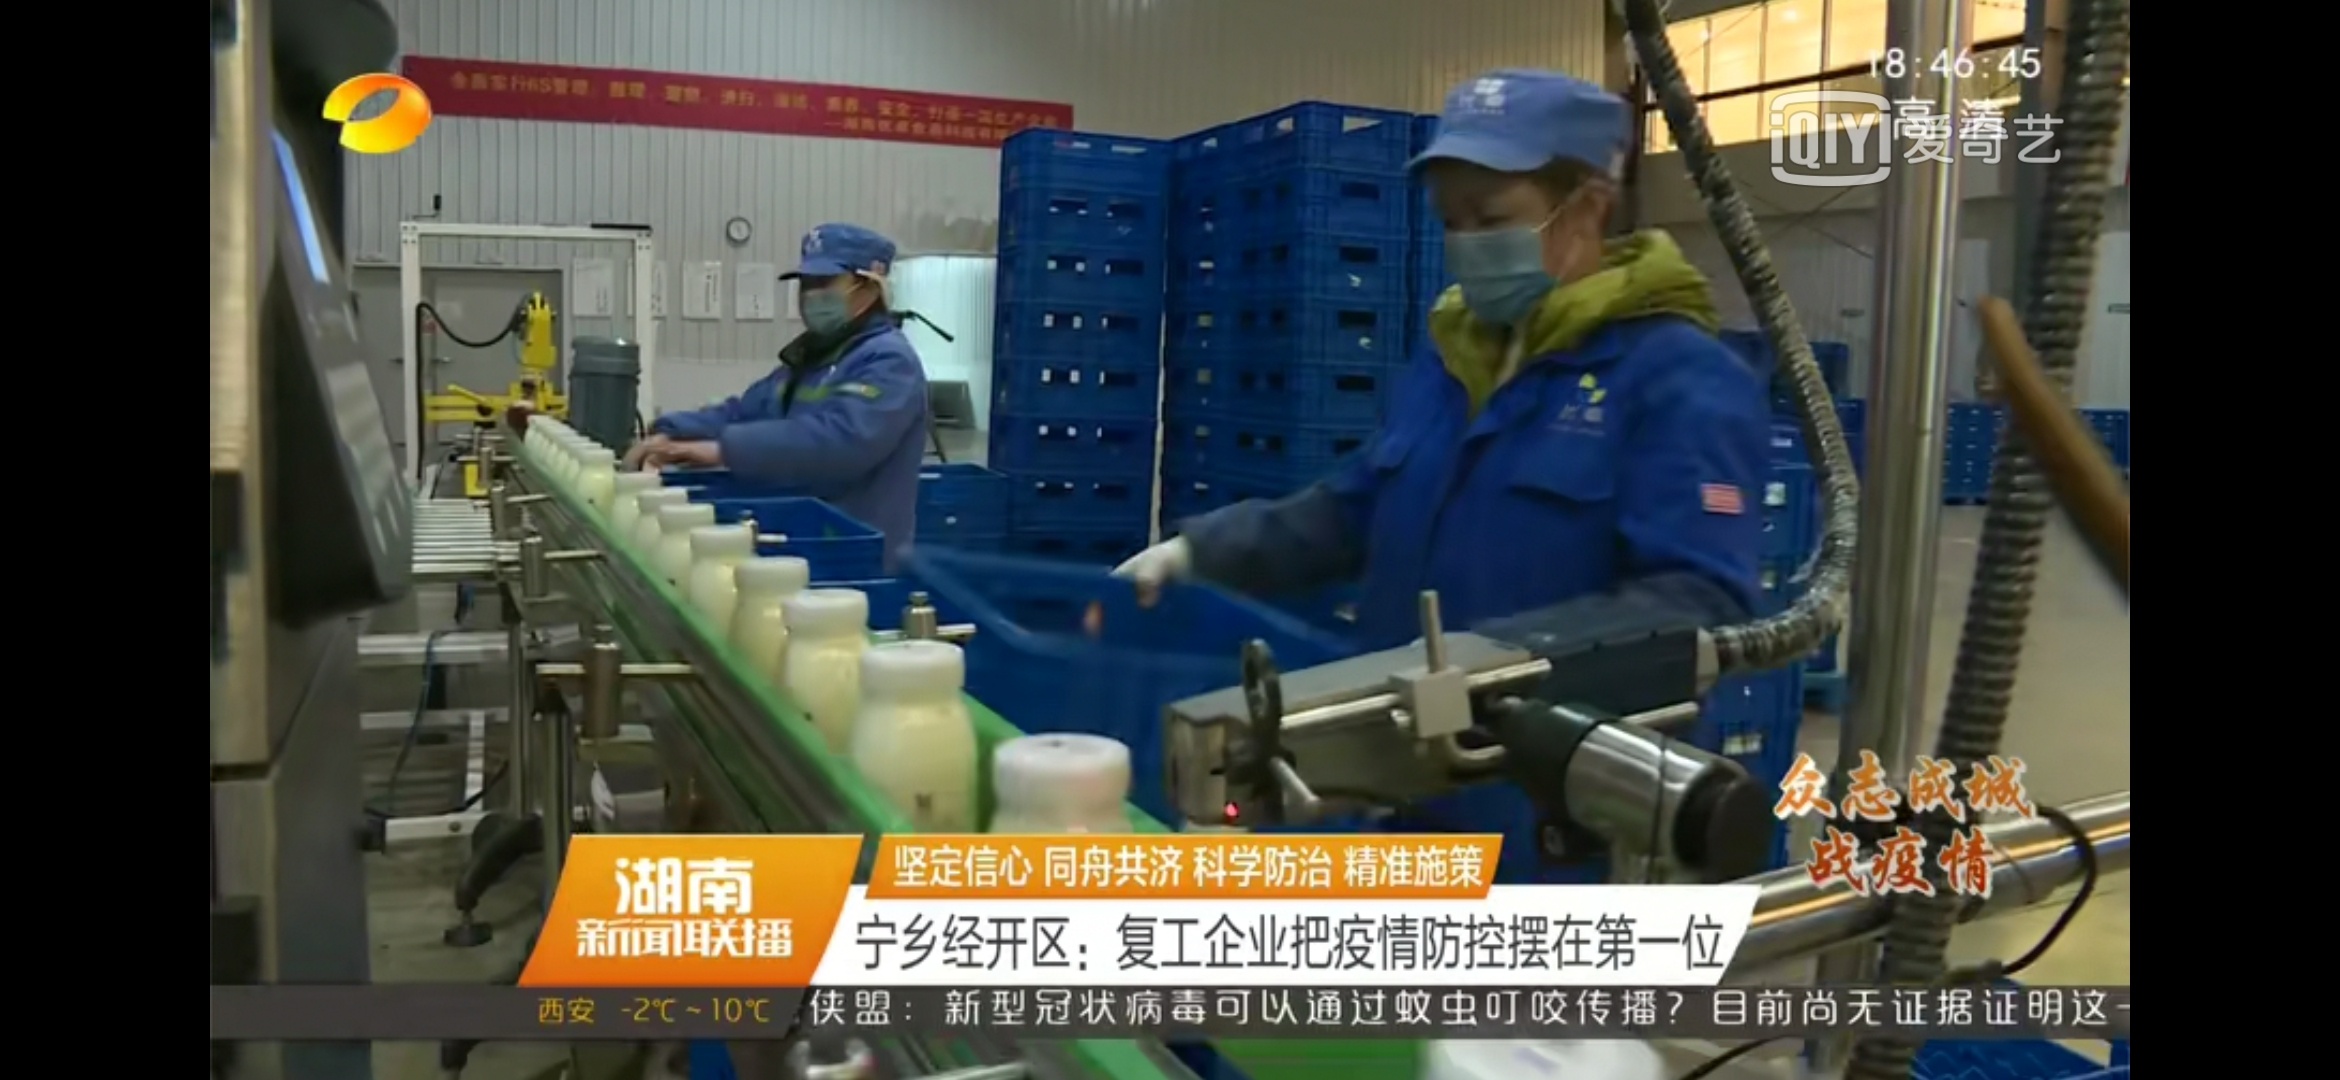 18:46:45
高清
iQIYI 爱奇艺
众志成城
战疫情
坚定信心 同舟共济 科学防治 精准施策
湖南
新闻联播
宁乡经开区：复工企业把疫情防控摆在第一位
西安 -2℃~10℃
侠盟：新型冠状病毒可以通过蚊虫叮咬传播？目前尚无证据证明这一